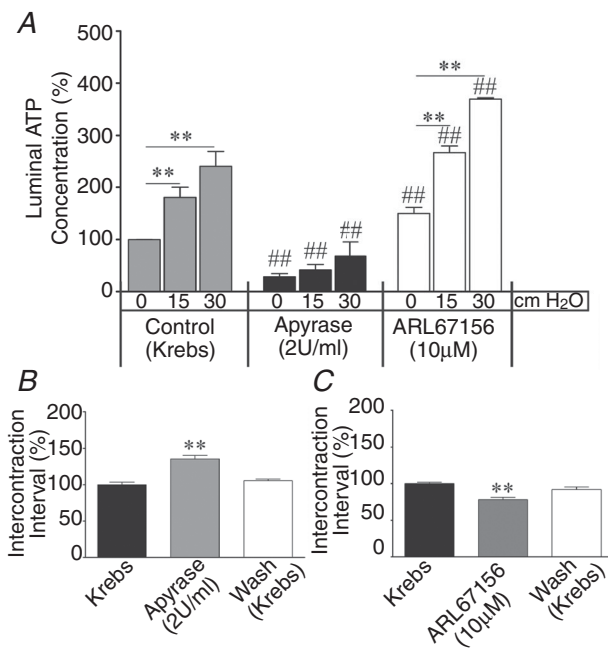 A
Luminal ATP
Concentration (%)
500
400
300
200
100
0
**
**
##
##
##
**
**
##
##
##
0 15 30 0 15 30 0 15 30 cm H₂O
Control
(Krebs)
Apyrase
(2U/ml)
ARL67156
(10µM)
B
Intercontraction
Interval (%)
200
150
100
50
0
**
Krebs
Apyrase
(2U/ml)
Wash
(Krebs)
C
Intercontraction
Interval (%)
200
150
100
50
0
**
Krebs
ARL67156
(10µM)
Wash
(Krebs)